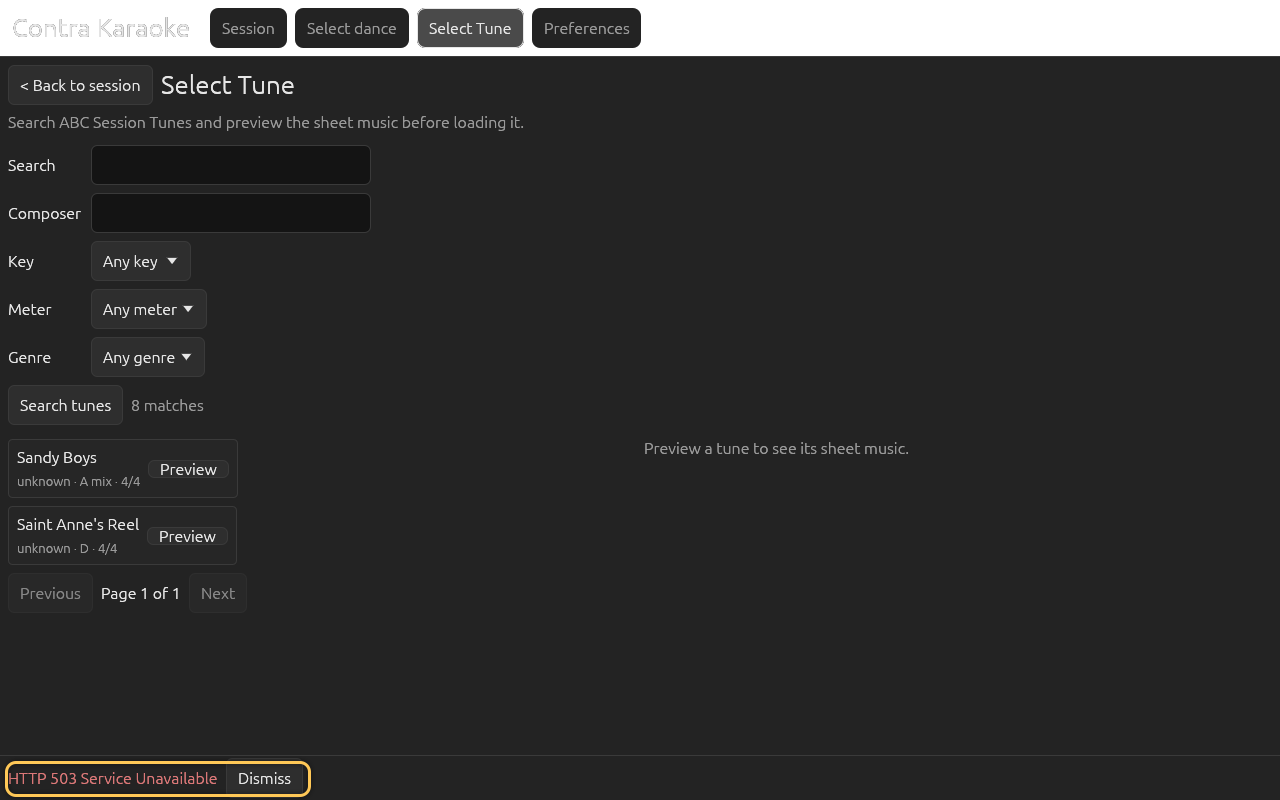 Contra Karaoke Session Select dance Select Tune Preferences
< Back to session Select Tune
Search ABC Session Tunes and preview the sheet music before loading it.
Search
Composer
Key Any key
Meter Any meter
Genre Any genre
Search tunes 8 matches
Preview a tune to see its sheet music.
Sandy Boys
unknown · A mix · 4/4
Preview
Saint Anne's Reel
unknown · D · 4/4
Preview
Previous Page 1 of 1 Next
HTTP 503 Service Unavailable Dismiss